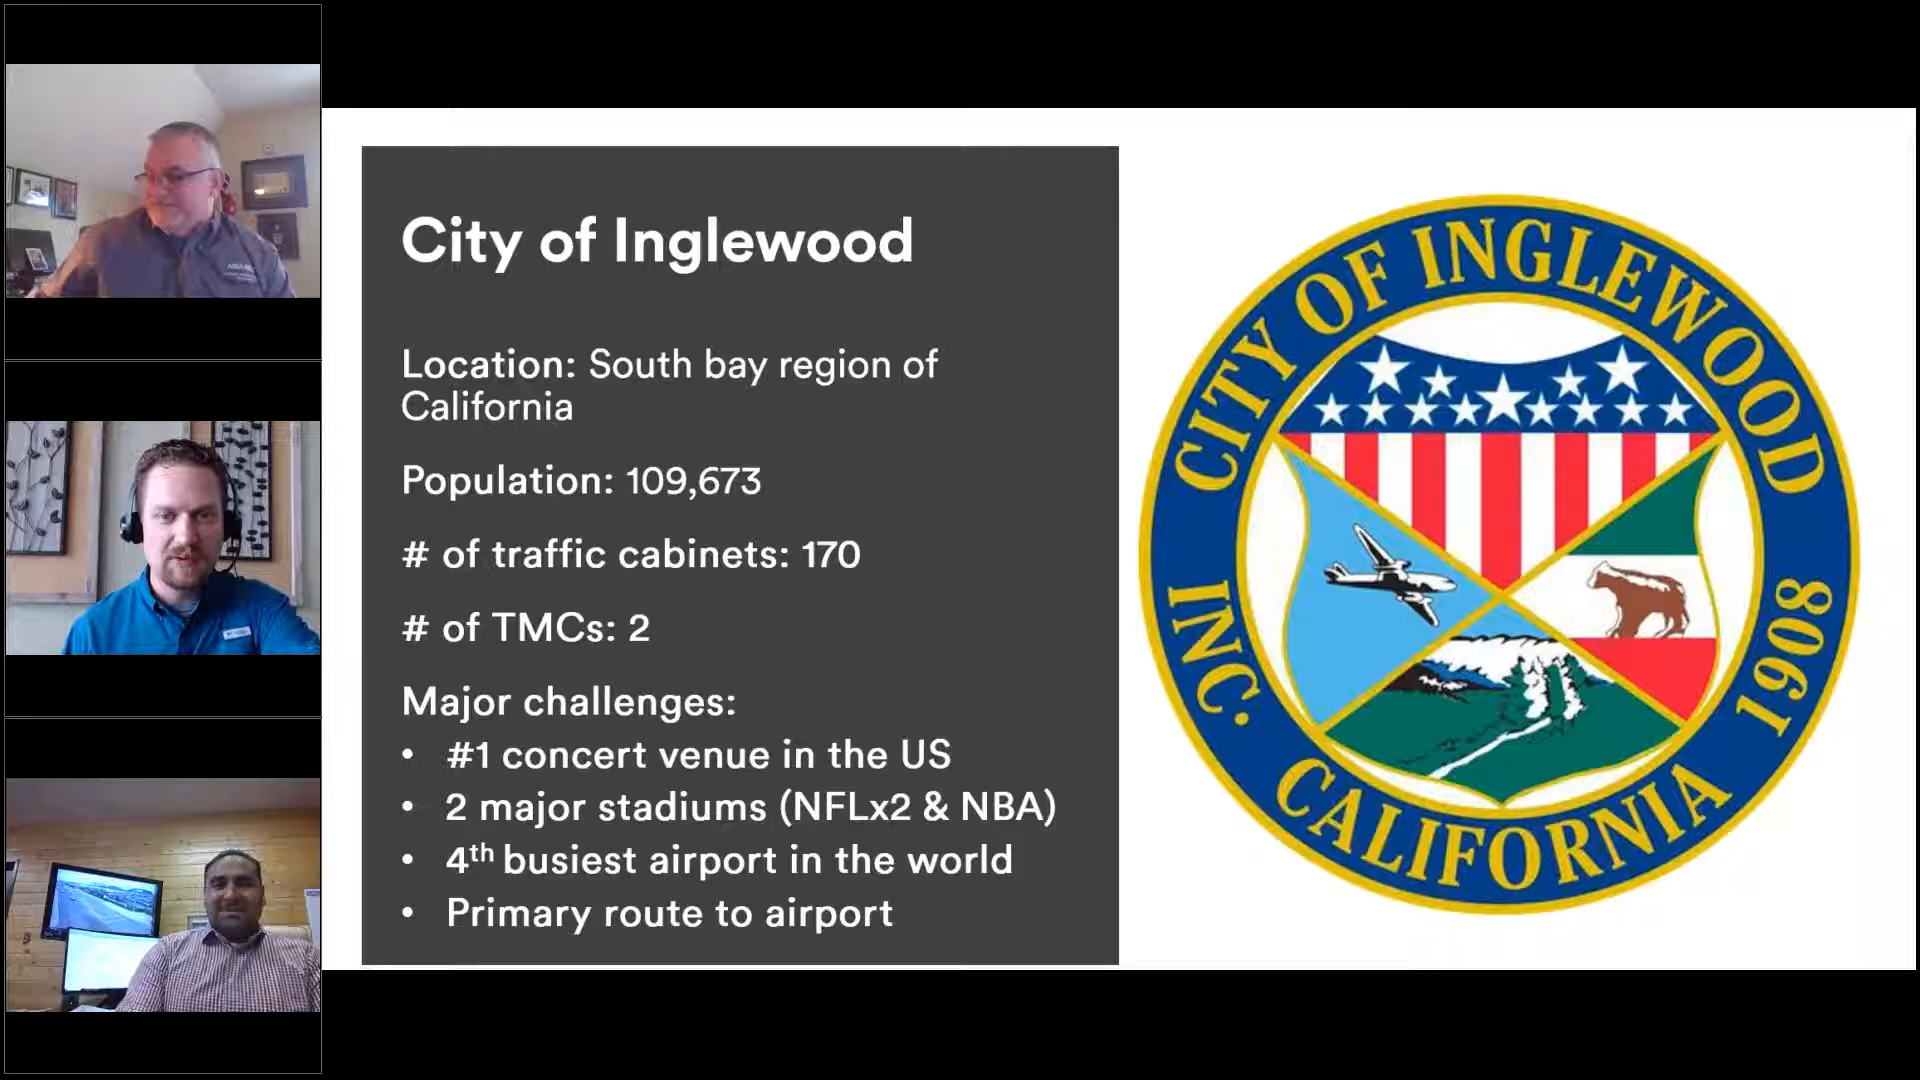 City of Inglewood
Location: South bay region of
California
Population: 109,673
# of traffic cabinets: 170
# of TMCs: 2
Major challenges:
• #1 concert venue in the US
• 2 major stadiums (NFLx2 & NBA)
• 4th busiest airport in the world
• Primary route to airport
CITY OF INGLEWOOD
INC. CALIFORNIA 1908